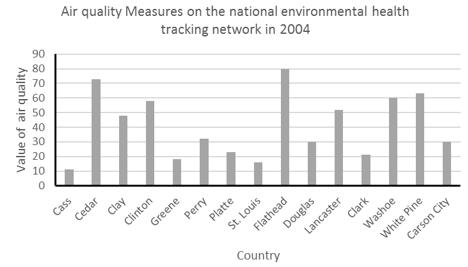 Air quality Measures on the national environmental health
tracking network in 2004
Value of air quality
90
80
70
60
50
40
30
20
10
0
Cass
Cedar
Clay
Clinton
Greene
Perry
Platte
St. Louis
Flathead
Douglas
Lancaster
Clark
Washoe
White Pine
Carson City
Country